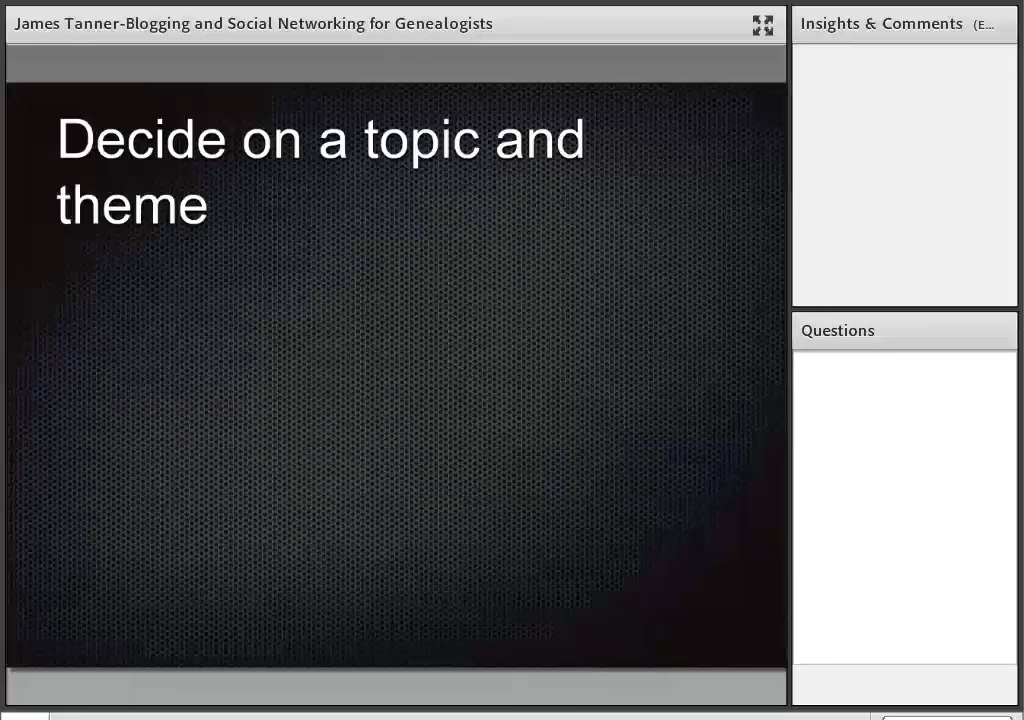 James Tanner-Blogging and Social Networking for Genealogists
Insights & Comments (E...
Decide on a topic and
theme
Questions